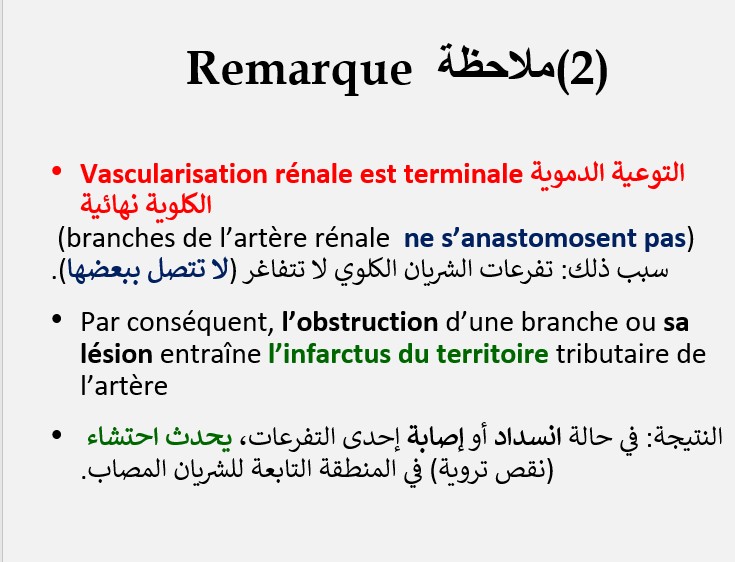 Remarque ملاحظة(2)
• Vascularisation rénale est terminale التوعية الدموية
الكلوية نهائية
(branches de l’artère rénale ne s’anastomosent pas)
سبب ذلك: تفرعات الشريان الكلوي لا تتفاغر (لا تتصل ببعضها).
• Par conséquent, l’obstruction d’une branche ou sa
lésion entraîne l’infarctus du territoire tributaire de
l’artère
• النتيجة: في حالة انسداد أو إصابة إحدى التفرعات، يحدث احتشاء
(نقص تروية) في المنطقة التابعة للشريان المصاب.